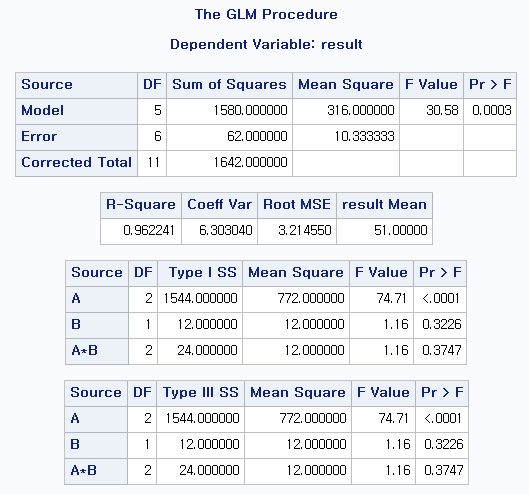 The GLM Procedure
Dependent Variable: result
Source DF Sum of Squares Mean Square F Value Pr > F
Model 5 1580.000000 316.000000 30.58 0.0003
Error 6 62.000000 10.333333
Corrected Total 11 1642.000000
R-Square Coeff Var Root MSE result Mean
0.962241 6.303040 3.214550 51.00000
Source DF Type I SS Mean Square F Value Pr > F
A 2 1544.000000 772.000000 74.71 <.0001
B 1 12.000000 12.000000 1.16 0.3226
A*B 2 24.000000 12.000000 1.16 0.3747
Source DF Type III SS Mean Square F Value Pr > F
A 2 1544.000000 772.000000 74.71 <.0001
B 1 12.000000 12.000000 1.16 0.3226
A*B 2 24.000000 12.000000 1.16 0.3747